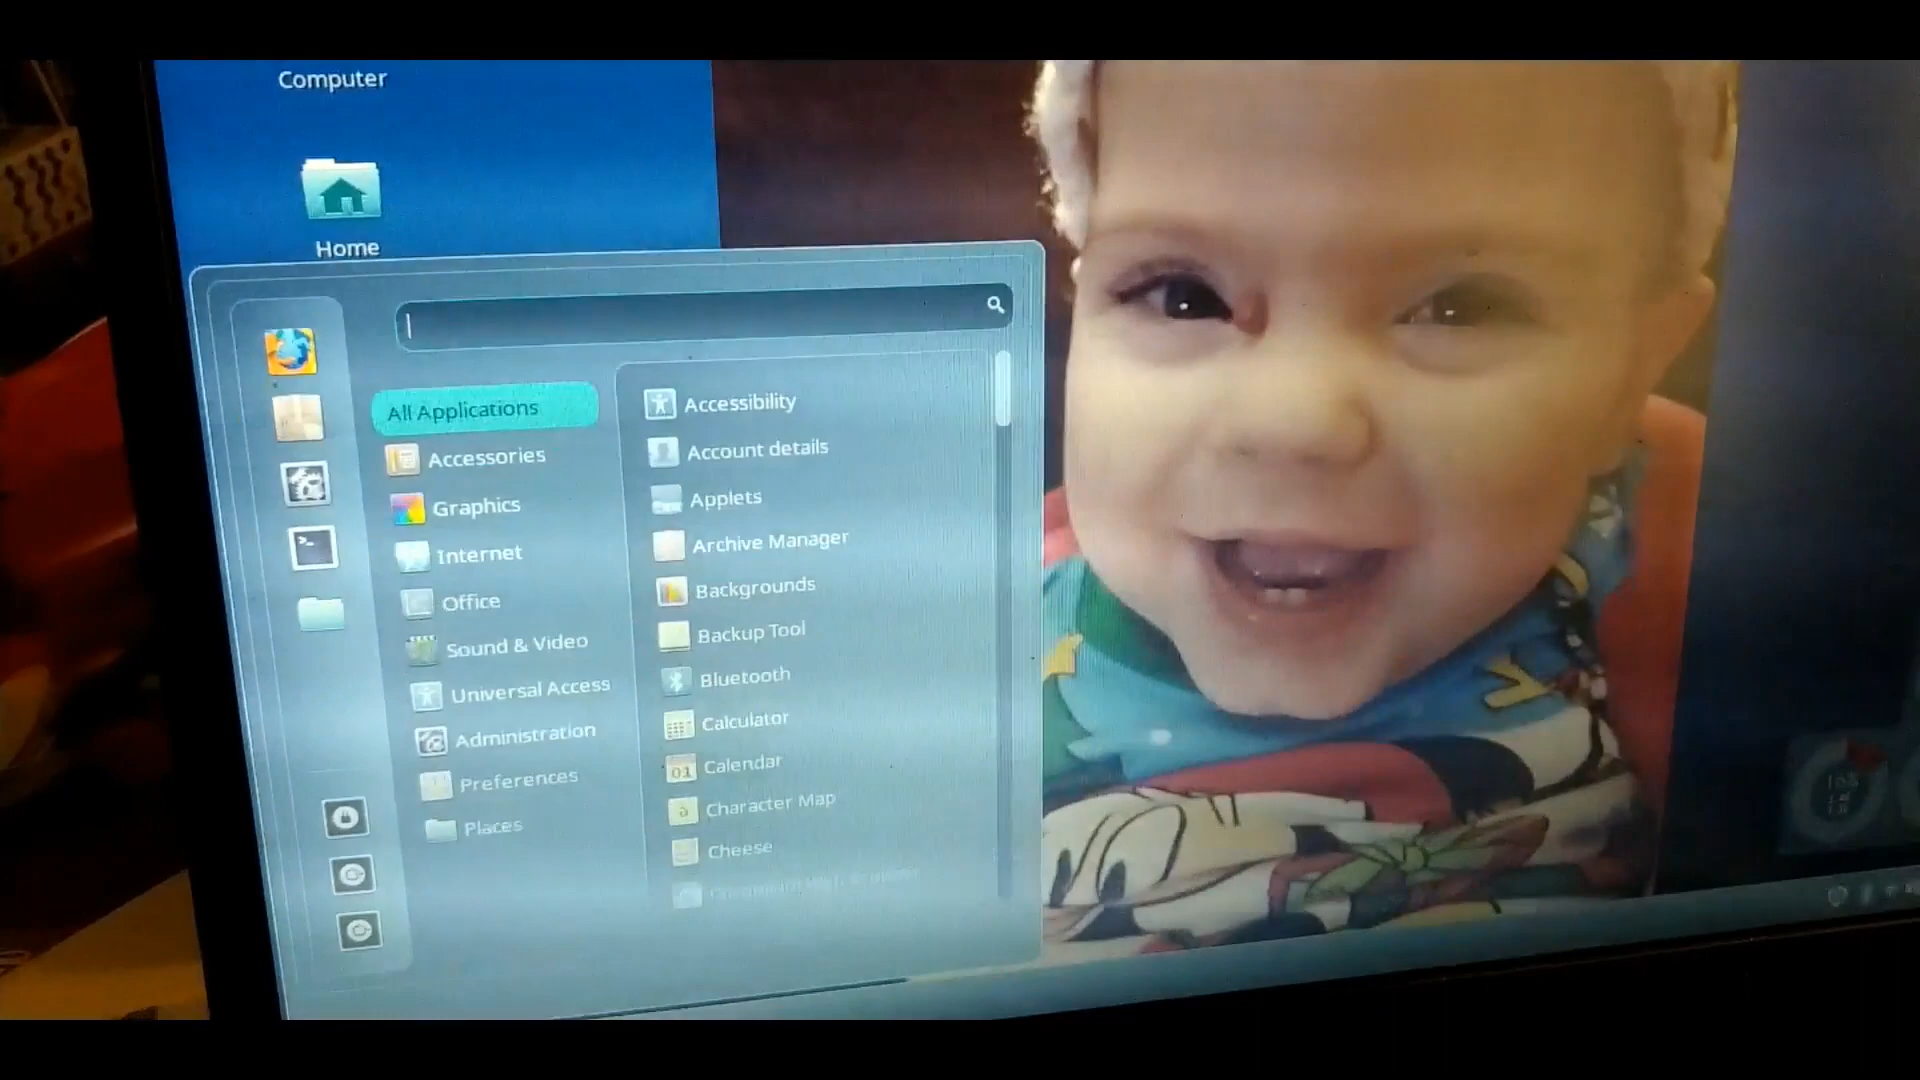 Computer
Home
All Applications
Accessories
Graphics
Internet
Office
Sound & Video
Universal Access
Administration
Preferences
Places
Accessibility
Account details
Applets
Archive Manager
Backgrounds
Backup Tool
Bluetooth
Calculator
Calendar
01
Character Map
Cheese